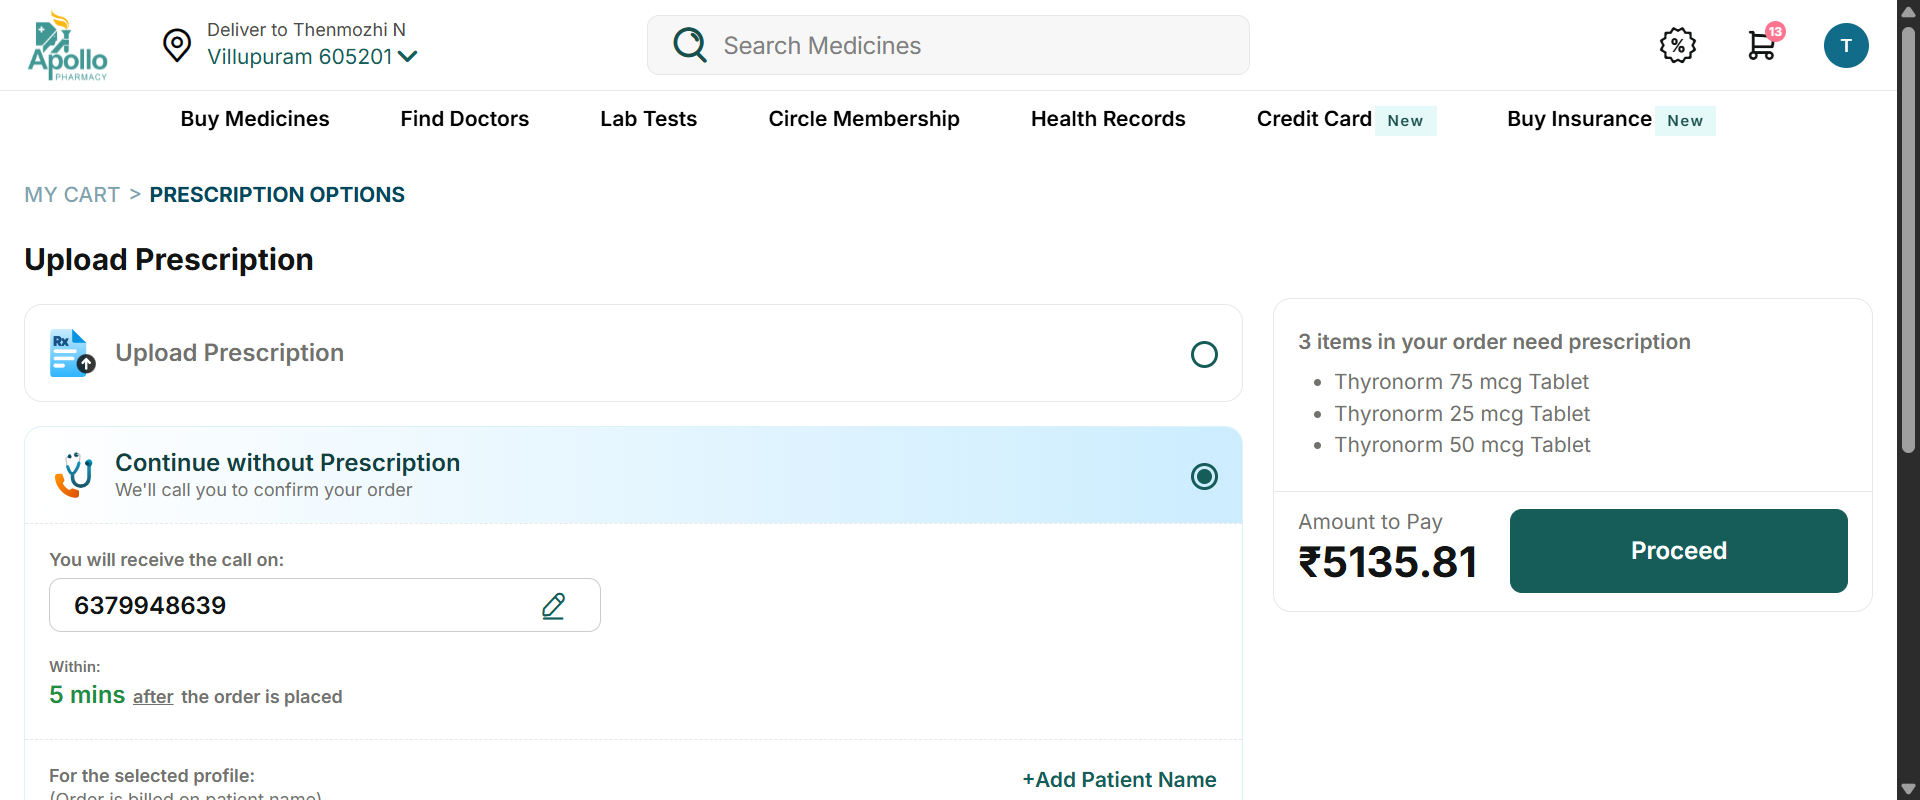 Apollo
PHARMACY
Deliver to Thenmozhi N
Villupuram 605201
Search Medicines
%
13
T
Buy Medicines
Find Doctors
Lab Tests
Circle Membership
Health Records
Credit Card New
Buy Insurance New
MY CART > PRESCRIPTION OPTIONS
Upload Prescription
Rx
Upload Prescription
Continue without Prescription
We'll call you to confirm your order
You will receive the call on:
6379948639
Within:
5 mins after the order is placed
For the selected profile:
(Order is billed on patient name)
+Add Patient Name
3 items in your order need prescription
• Thyronorm 75 mcg Tablet
• Thyronorm 25 mcg Tablet
• Thyronorm 50 mcg Tablet
Amount to Pay
₹5135.81
Proceed